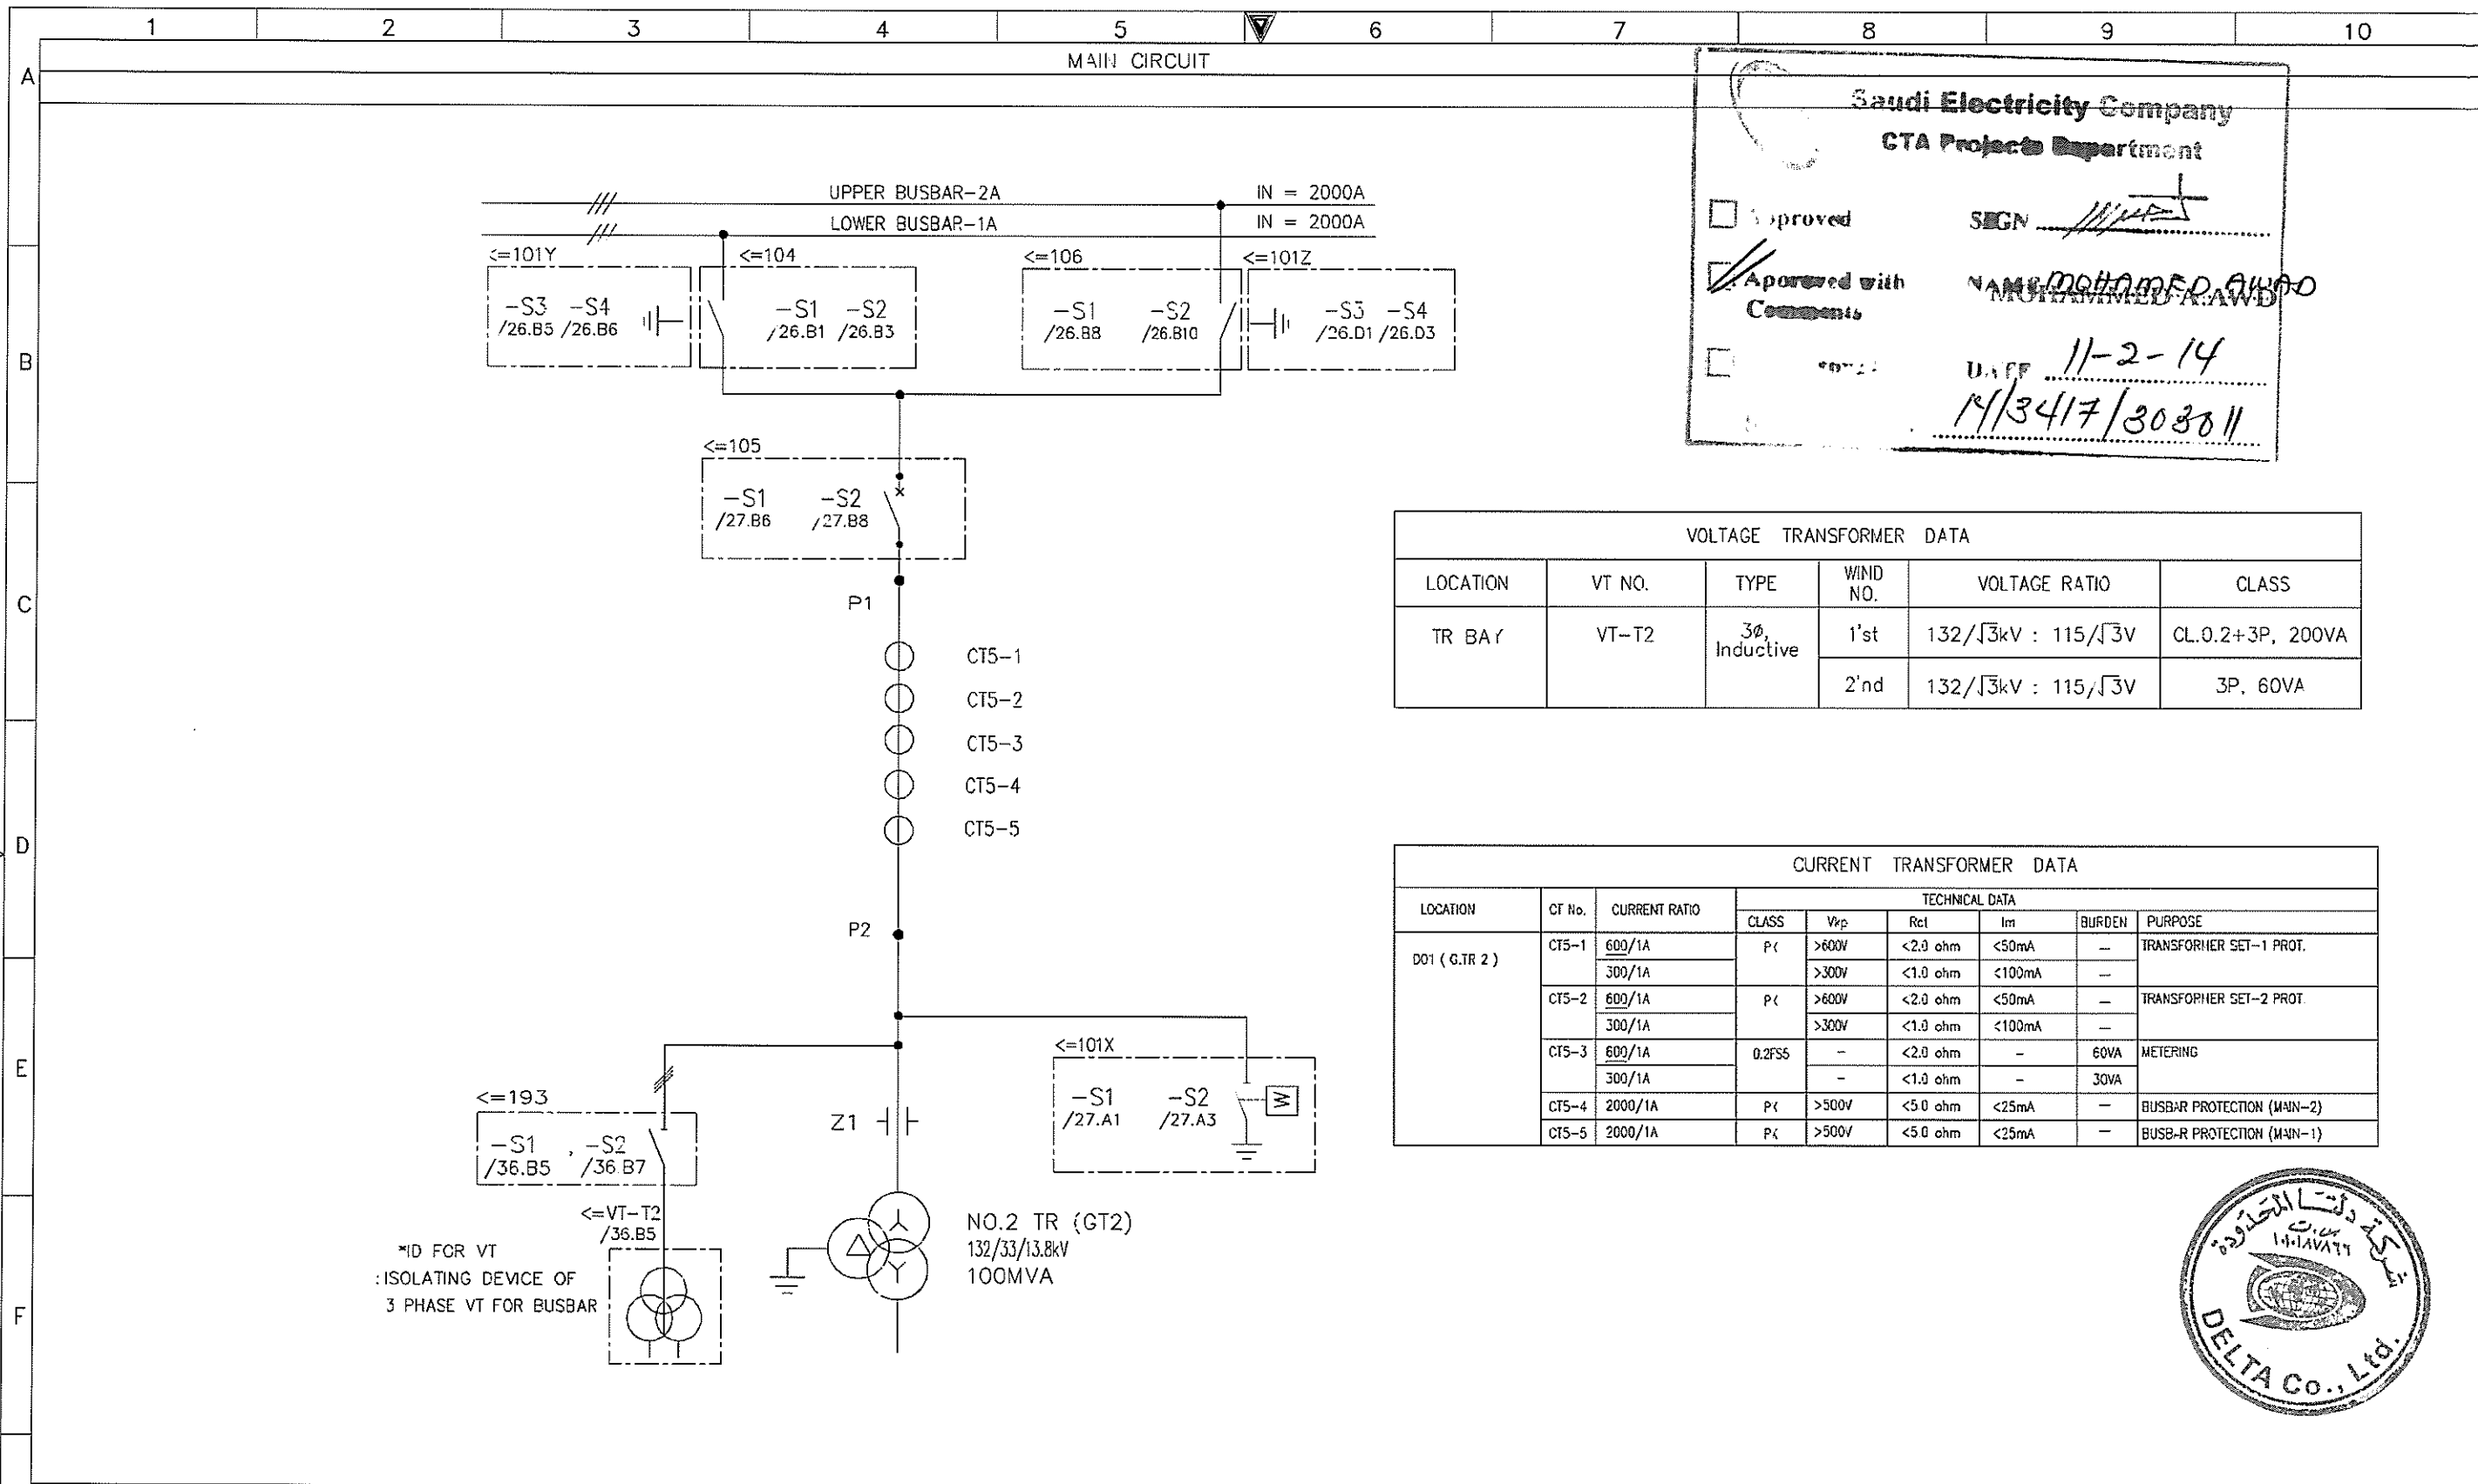 1 2 3 4 5 6 7 8 9 10
MAIN CIRCUIT
A
B
C
D
E
F
Saudi Electricity Company
CTA Projects Department
Approved
SIGN
Approved with
Comments
NAME MOHAMED AWAD
MOHAMMED A. AWD
DATE 11-2-14
14/3417/303011
UPPER BUSBAR-2A IN = 2000A
LOWER BUSBAR-1A IN = 2000A
<=101Y <=104 <=106 <=101Z
-S3 -S4 -S1 -S2 -S1 -S2 -S3 -S4
/26.B5 /26.B6 /26.B1 /26.B3 /26.B8 /26.B10 /26.D1 /26.D3
<=105
-S1 -S2
/27.B6 /27.B8
P1
CT5-1
CT5-2
CT5-3
CT5-4
CT5-5
P2
<=101X
-S1 -S2
/27.A1 /27.A3
M
<=193
-S1 , -S2
/36.B5 /36.B7
Z1
<=VT-T2
/36.B5
*ID FOR VT
:ISOLATING DEVICE OF
3 PHASE VT FOR BUSBAR
NO.2 TR (GT2)
132/33/13.8kV
100MVA
VOLTAGE TRANSFORMER DATA
LOCATION VT NO. TYPE WIND NO. VOLTAGE RATIO CLASS
TR BAY VT-T2 3ø, Inductive 1'st 132/√3kV : 115/√3V CL.0.2+3P, 200VA
2'nd 132/√3kV : 115/√3V 3P, 60VA
CURRENT TRANSFORMER DATA
LOCATION CT No. CURRENT RATIO TECHNICAL DATA
CLASS Vkp Rct Im BURDEN PURPOSE
D01 ( G.TR 2 ) CT5-1 600/1A >600V <2.0 ohm <50mA - TRANSFORMER SET-1 PROT.
300/1A >300V <1.0 ohm <100mA -
CT5-2 600/1A >600V <2.0 ohm <50mA - TRANSFORMER SET-2 PROT.
300/1A >300V <1.0 ohm <100mA -
CT5-3 600/1A 0.2FS5 - <2.0 ohm - 60VA METERING
300/1A - <1.0 ohm - 30VA
CT5-4 2000/1A >500V <5.0 ohm <25mA - BUSBAR PROTECTION (MAIN-2)
CT5-5 2000/1A >500V <5.0 ohm <25mA - BUSBAR PROTECTION (MAIN-1)
شركة دلتا المحدودة
س.ت
DELTA Co., Ltd.